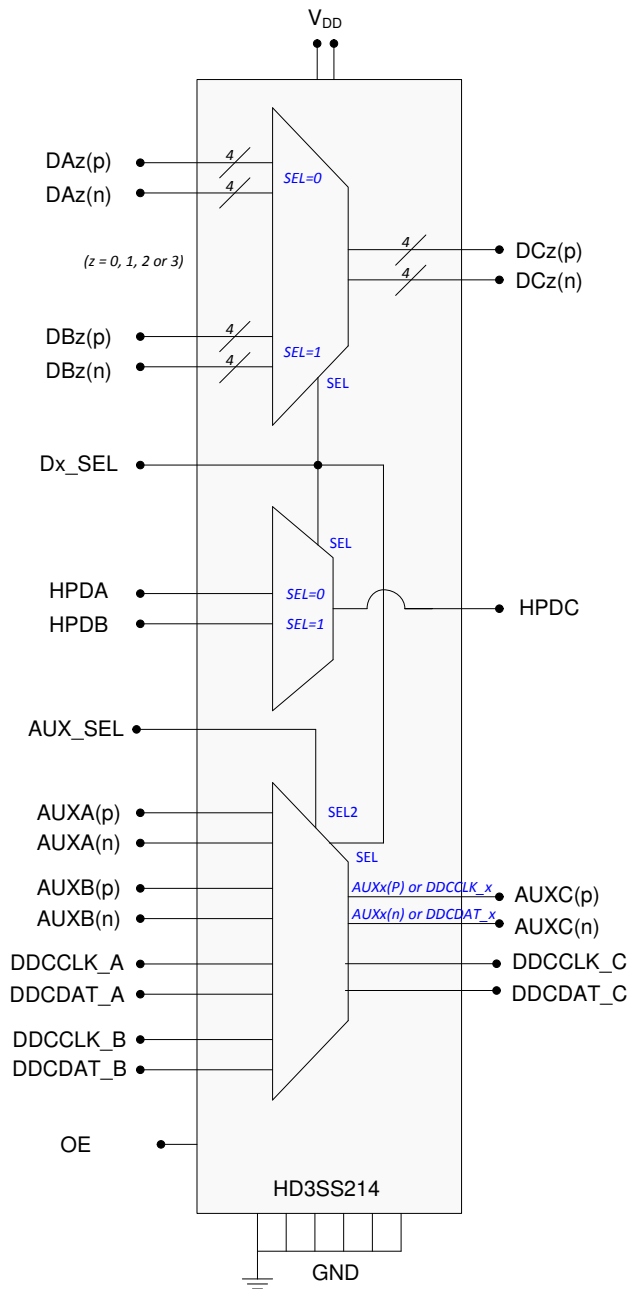 VDD
DAz(p)
4
DAz(n)
4
SEL=0
(z = 0, 1, 2 or 3)
4
DCz(p)
4
DCz(n)
DBz(p)
4
DBz(n)
4
SEL=1
SEL
Dx_SEL
SEL
HPDA
SEL=0
HPDB
SEL=1
HPDC
AUX_SEL
AUXA(p)
SEL2
AUXA(n)
SEL
AUXB(p)
AUXx(P) or DDCCLK_x
AUXC(p)
AUXB(n)
AUXx(n) or DDCDAT_x
AUXC(n)
DDCCLK_A
DDCCLK_C
DDCDAT_A
DDCDAT_C
DDCCLK_B
DDCDAT_B
OE
HD3SS214
GND